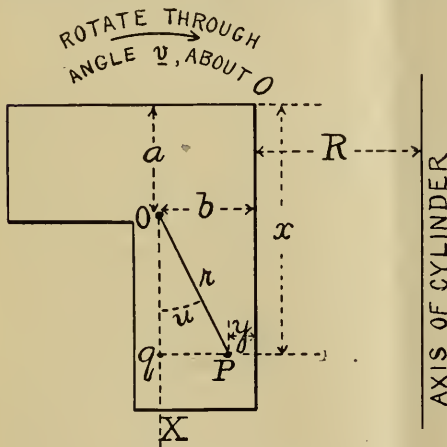 ROTATE THROUGH
ANGLE v, ABOUT O
a
R
b
x
O
r
u
y
q
P
X
AXIS OF CYLINDER